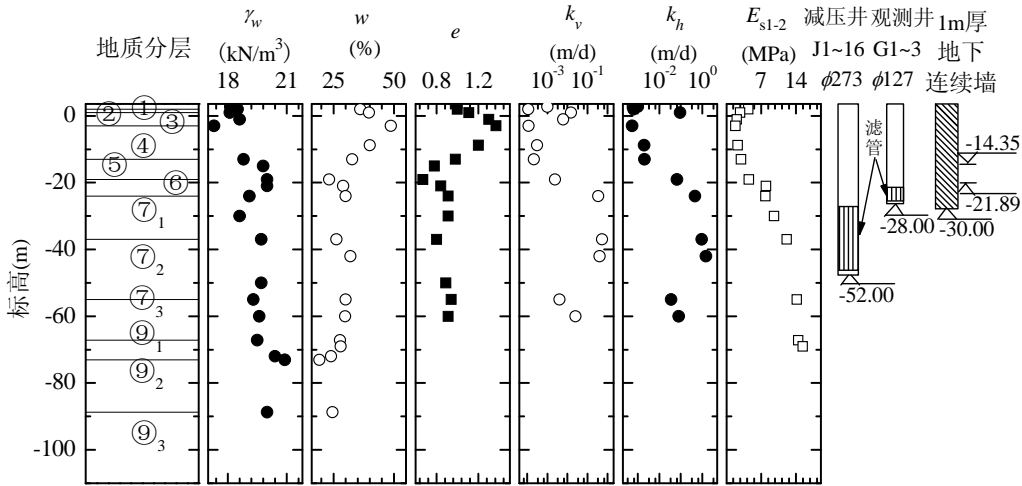 地质分层
γw
(kN/m³)
18 21
w
(%)
25 50
e
0.8 1.2
kv
(m/d)
10⁻³ 10⁻¹
kh
(m/d)
10⁻² 10⁰
Es1-2
(MPa)
7 14
减压井
J1~16
ϕ273
观测井
G1~3
ϕ127
1m厚
地下
连续墙
标高(m)
0
-20
-40
-60
-80
-100
①
②
③
④
⑤
⑥
⑦1
⑦2
⑦3
⑨1
⑨2
⑨3
滤管
-14.35
-21.89
-28.00
-30.00
-52.00